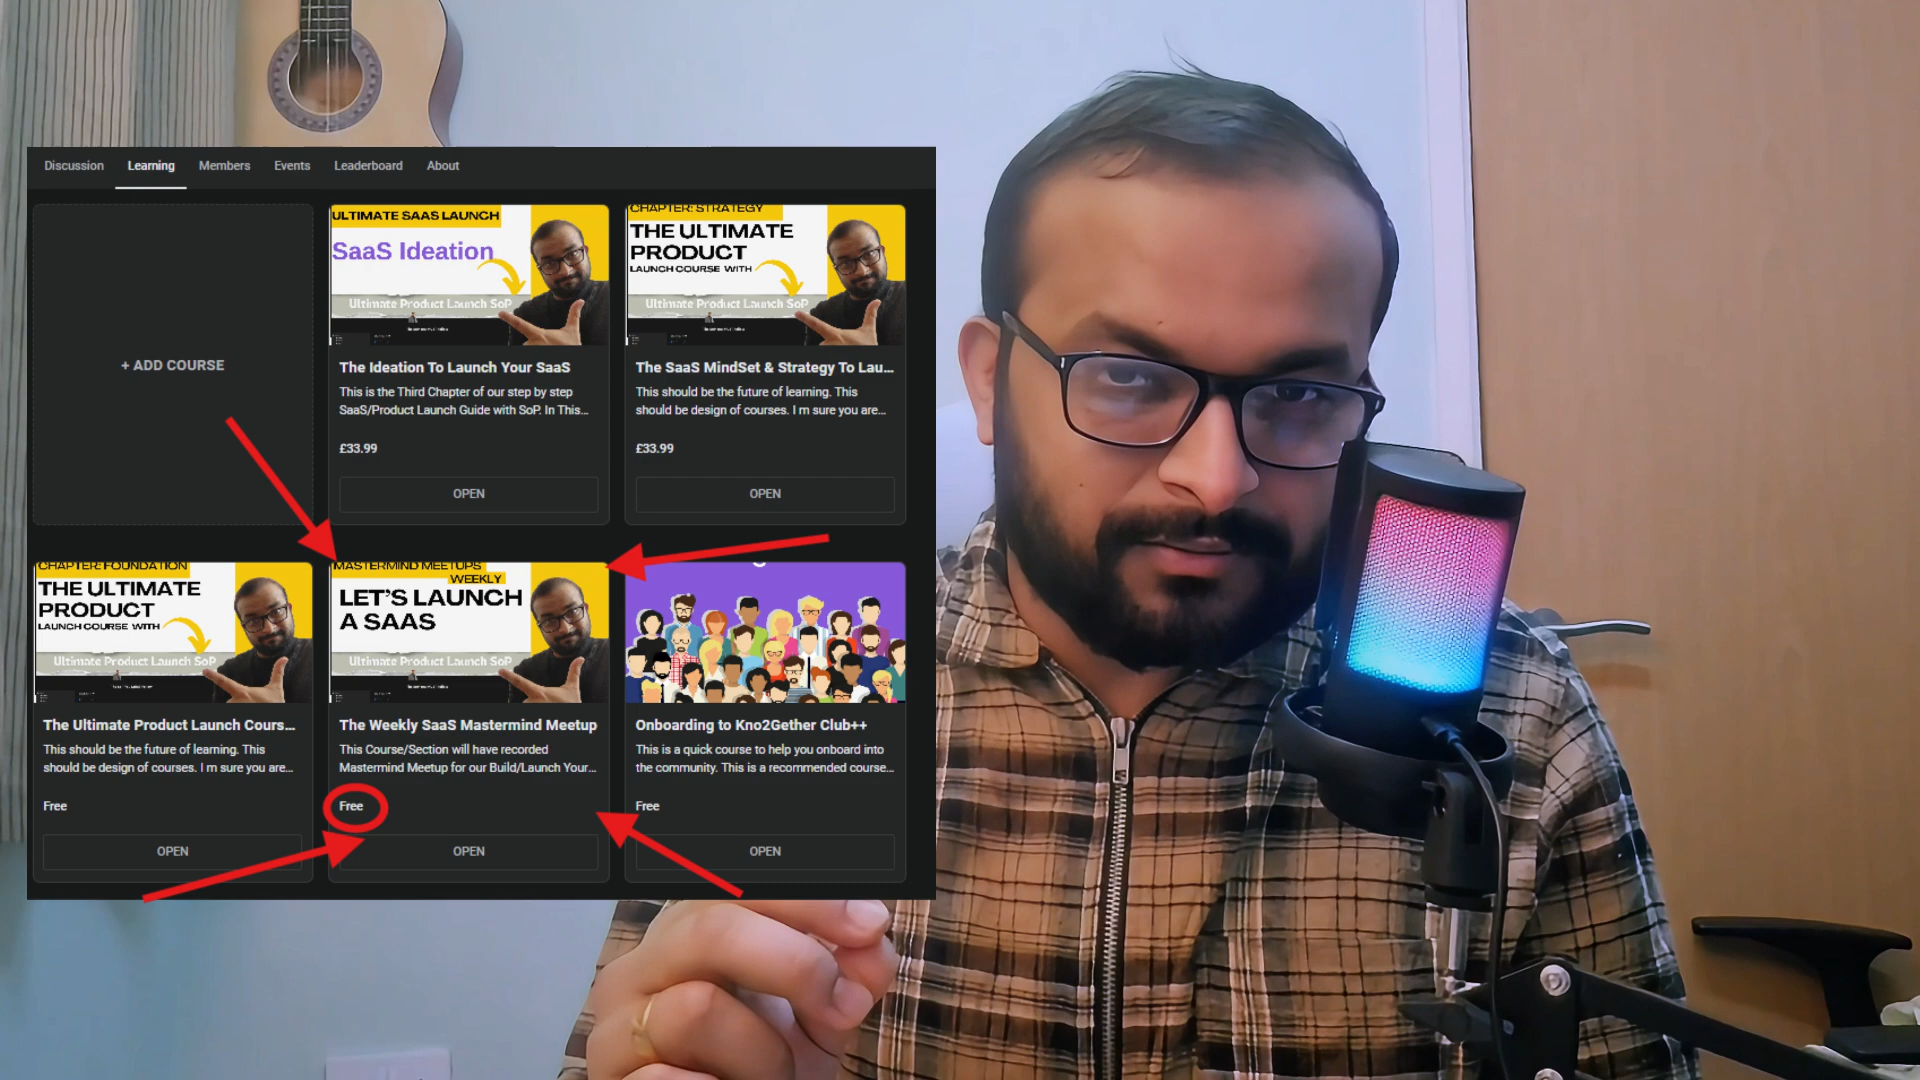 Discussion
Learning
Members
Events
Leaderboard
About
+ ADD COURSE
ULTIMATE SAAS LAUNCH
SaaS Ideation
Ultimate Product Launch SoP
The Ideation To Launch Your SaaS
This is the Third Chapter of our step by step
SaaS/Product Launch Guide with SoP. In This...
£33.99
OPEN
CHAPTER: STRATEGY
THE ULTIMATE
PRODUCT
LAUNCH COURSE WITH
Ultimate Product Launch SoP
The SaaS MindSet & Strategy To Lau...
This should be the future of learning. This
should be design of courses. I m sure you are...
£33.99
OPEN
CHAPTER: FOUNDATION
THE ULTIMATE
PRODUCT
LAUNCH COURSE WITH
Ultimate Product Launch SoP
The Ultimate Product Launch Cours...
This should be the future of learning. This
should be design of courses. I m sure you are...
Free
OPEN
MASTERMIND MEETUPS
WEEKLY
LET'S LAUNCH
A SAAS
Ultimate Product Launch SoP
The Weekly SaaS Mastermind Meetup
This Course/Section will have recorded
Mastermind Meetup for our Build/Launch Your...
Free
OPEN
Onboarding to Kno2Gether Club++
This is a quick course to help you onboard into
the community. This is a recommended course...
Free
OPEN